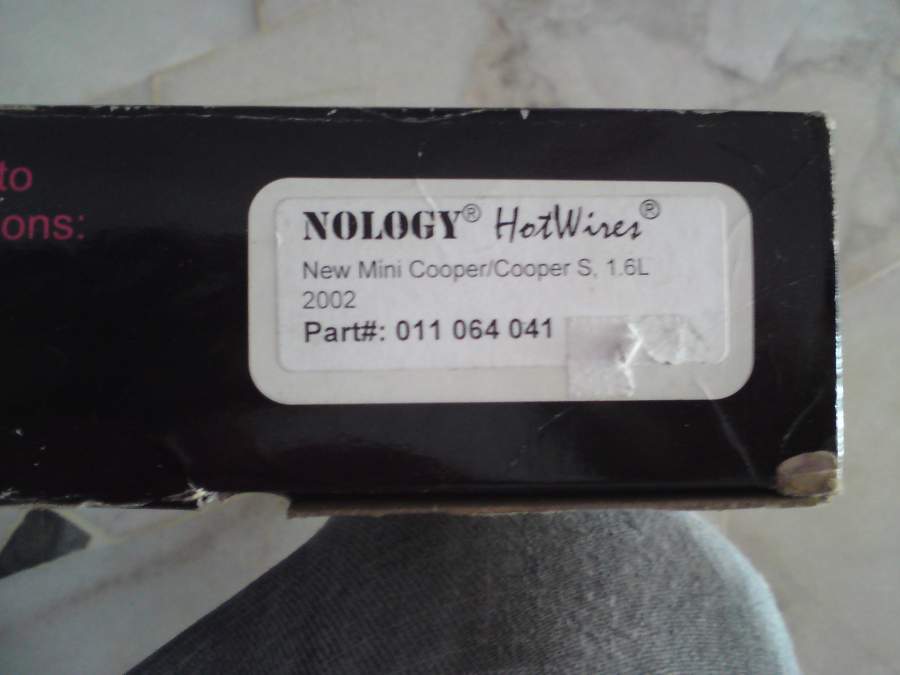 to
ons:
NOLOGY® HotWires®
New Mini Cooper/Cooper S, 1.6L
2002
Part#: 011 064 041